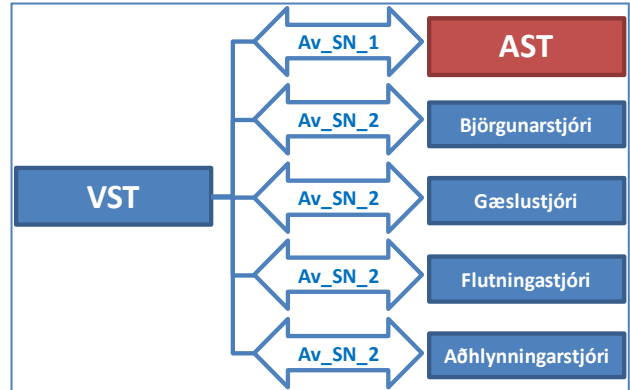 VST
Av_SN_1
AST
Av_SN_2
Björgunarstjóri
Av_SN_2
Gæslustjóri
Av_SN_2
Flutningastjóri
Av_SN_2
Aðhlynningarstjóri